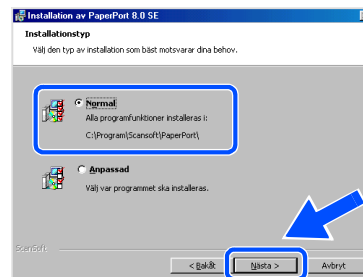 Installation av PaperPort 8.0 SE
Installationstyp
Välj den typ av installation som bäst motsvarar dina behov.
Normal
Alla programfunktioner installeras i:
C:\Program\Scansoft\PaperPort\
Anpassad
Välj var programmet ska installeras.
ScanSoft
< Bakåt Nästa > Avbryt